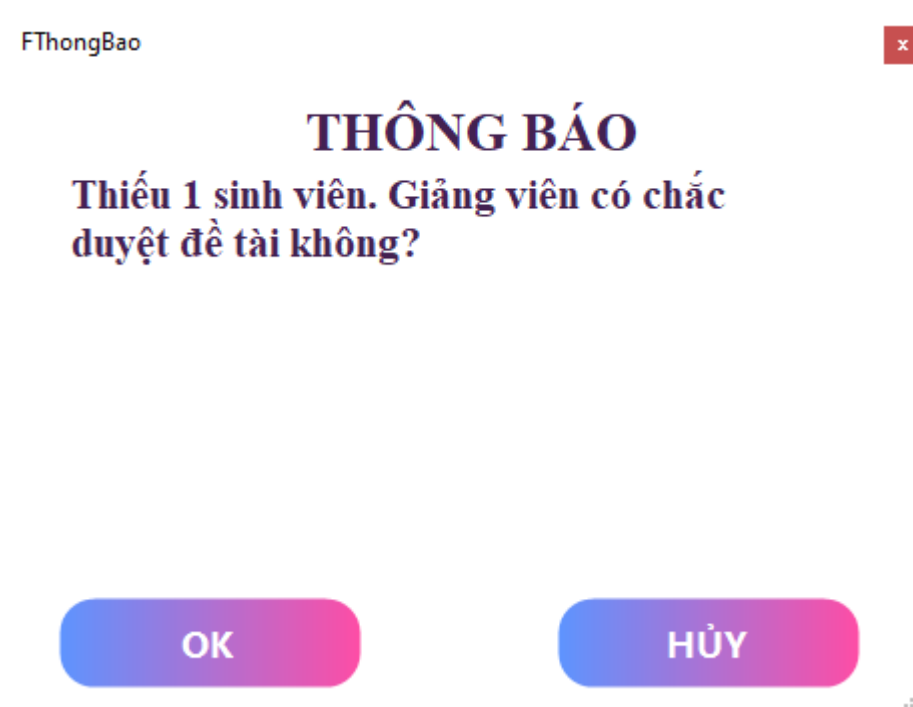 FThongBao
x
THÔNG BÁO
Thiếu 1 sinh viên. Giảng viên có chắc
duyệt đề tài không?
OK
HỦY